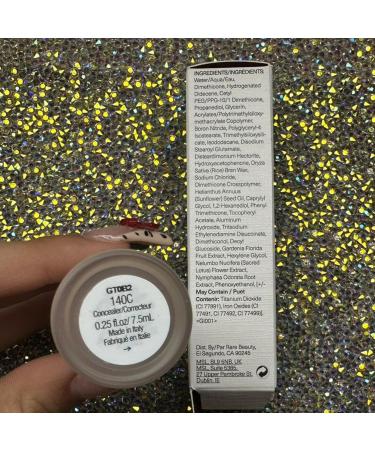 INGREDIENTS/INGRÉDIENTS:
Water/Aqua/Eau,
Dimethicone, Hydrogenated
Didecene, Cetyl
PEG/PPG-10/1 Dimethicone,
Propanediol, Glycerin,
Acrylates/Polytrimethylsiloxy-
methacrylate Copolymer,
Boron Nitride, Polyglyceryl-4
Isostearate, Trimethylsiloxysili-
cate, Isododecane, Disodium
Stearoyl Glutamate,
Disteardimonium Hectorite,
Hydroxyacetophenone, Oryza
Sativa (Rice) Bran Wax,
Sodium Chloride,
Dimethicone Crosspolymer,
Helianthus Annuus
(Sunflower) Seed Oil, Caprylyl
Glycol, 1,2-Hexanediol, Phenyl
Trimethicone, Tocopheryl
Acetate, Aluminum
Hydroxide, Trisodium
Ethylenediamine Disuccinate,
Dimethiconol, Decyl
Glucoside, Gardenia Florida
Fruit Extract, Hexylene Glycol,
Nelumbo Nucifera (Sacred
Lotus) Flower Extract,
Nymphaea Odorata Root
Extract, Phenoxyethanol, [+/-
May Contain / Peut
Contenir: Titanium Dioxide
(CI 77891), Iron Oxides (CI
77491, CI 77492, CI 77499)].
<GI001>
Dist. By/Par Rare Beauty,
El Segundo, CA 90245
MSL, BL9 5NB, UK
MSL, Suite 5385,
27 Upper Pembroke St,
Dublin, IE
GT0B2
140C
Concealer/Correcteur
0.25 fl.oz/ 7.5mL
Made in Italy
Fabriqué en Italie